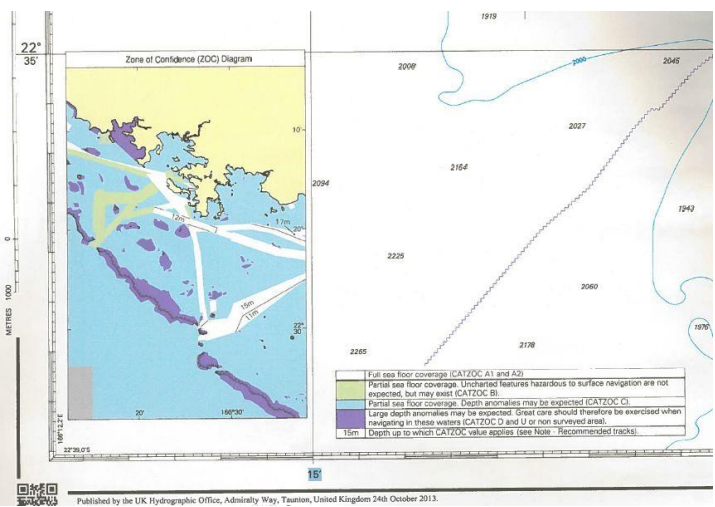 1919
22°
35'
Zone of Confidence (ZOC) Diagram
2000
2045
2008
10'
2027
2164
2094
12m
17m
20'
1943
0
2225
METRES 1000
2060
15m
11m
22°
30'
1976
2265
2178
Full sea floor coverage (CATZOC A1 and A2)
Partial sea floor coverage. Uncharted features hazardous to surface navigation are not
expected, but may exist (CATZOC B).
Partial sea floor coverage. Depth anomalies may be expected (CATZOC C).
Large depth anomalies may be expected. Great care should therefore be exercised when
navigating in these waters (CATZOC D and U or non surveyed area).
15m Depth up to which CATZOC value applies (see Note - Recommended tracks).
20'
166°30'
166°12,2'E
22°39,0'S
15'
Published by the UK Hydrographic Office, Admiralty Way, Taunton, United Kingdom 24th October 2013.